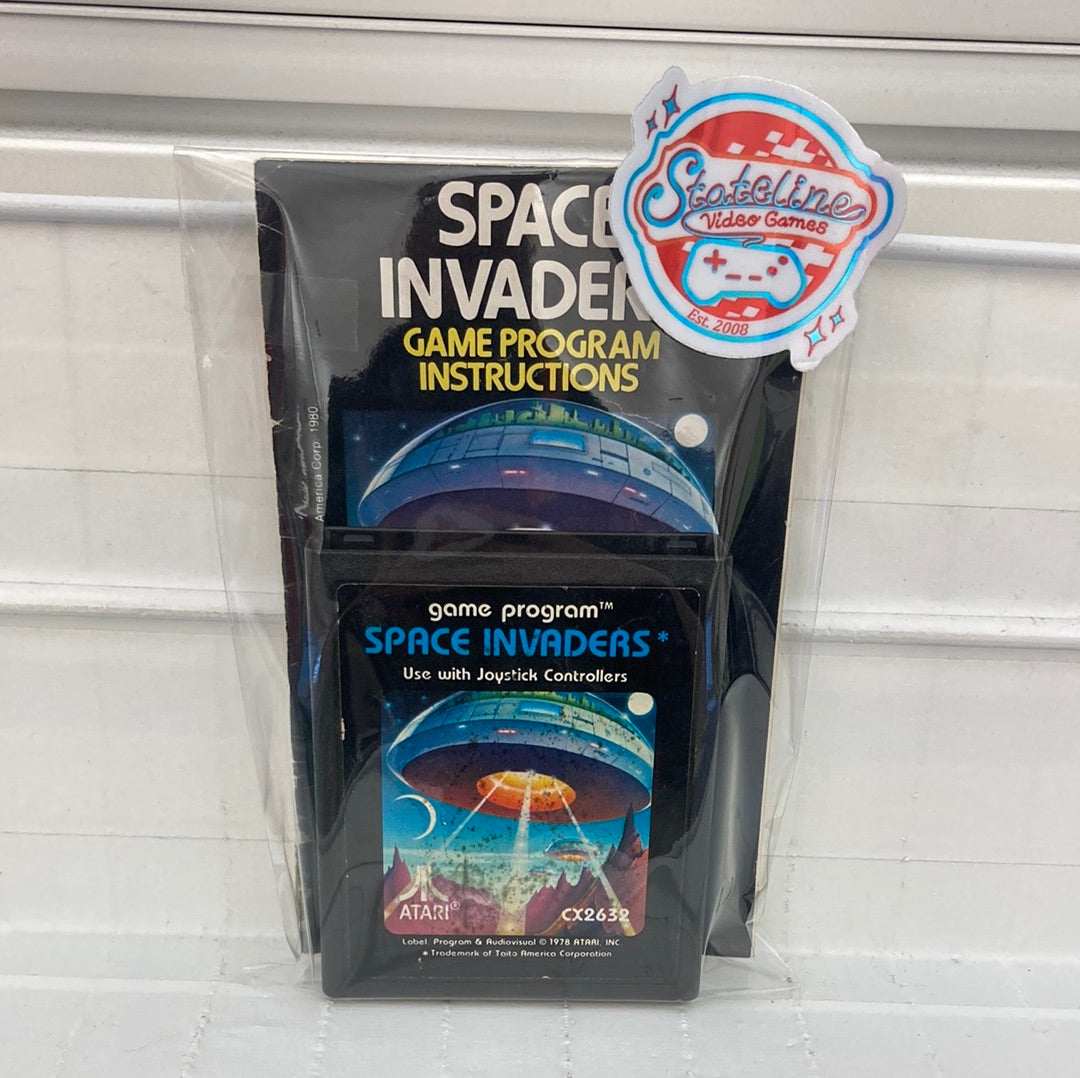 SPACE
INVADER
GAME PROGRAM
INSTRUCTIONS
Stateline
Video Games
Est. 2008
America Corp 1980
game program™
SPACE INVADERS*
Use with Joystick Controllers
ATARI®
CX2632
Label, Program & Audiovisual © 1978 ATARI, INC.
* Trademark of Taito America Corporation